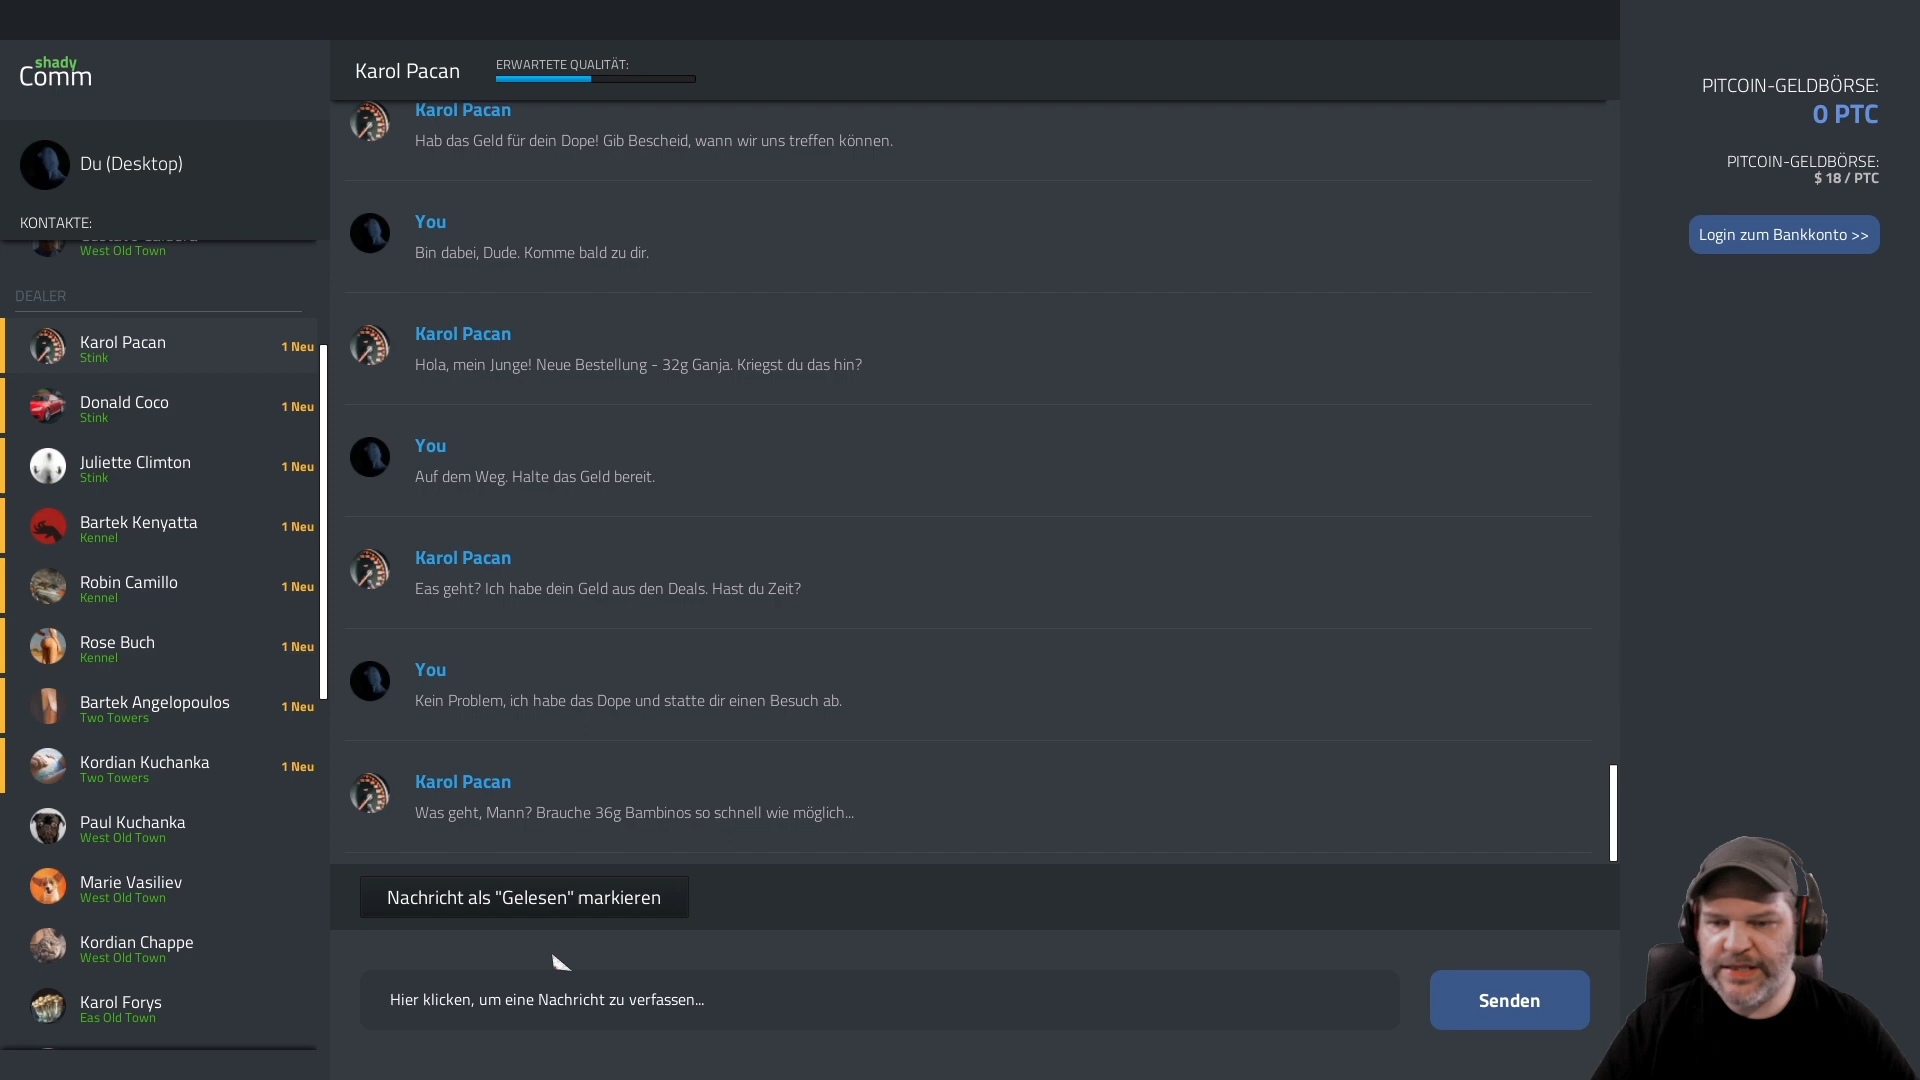 shady
Comm
Du (Desktop)
KONTAKTE:
West Old Town
DEALER
Karol Pacan
Stink
1 Neu
Donald Coco
Stink
1 Neu
Juliette Climton
Stink
1 Neu
Bartek Kenyatta
Kennel
1 Neu
Robin Camillo
Kennel
1 Neu
Rose Buch
Kennel
1 Neu
Bartek Angelopoulos
Two Towers
1 Neu
Kordian Kuchanka
Two Towers
1 Neu
Paul Kuchanka
West Old Town
Marie Vasiliev
West Old Town
Kordian Chappe
West Old Town
Karol Forys
Eas Old Town
Karol Pacan
ERWARTETE QUALITÄT:
Karol Pacan
Hab das Geld für dein Dope! Gib Bescheid, wann wir uns treffen können.
You
Bin dabei, Dude. Komme bald zu dir.
Karol Pacan
Hola, mein Junge! Neue Bestellung - 32g Ganja. Kriegst du das hin?
You
Auf dem Weg. Halte das Geld bereit.
Karol Pacan
Eas geht? Ich habe dein Geld aus den Deals. Hast du Zeit?
You
Kein Problem, ich habe das Dope und statte dir einen Besuch ab.
Karol Pacan
Was geht, Mann? Brauche 36g Bambinos so schnell wie möglich...
Nachricht als "Gelesen" markieren
Hier klicken, um eine Nachricht zu verfassen...
Senden
PITCOIN-GELDBÖRSE:
0 PTC
PITCOIN-GELDBÖRSE:
$ 18 / PTC
Login zum Bankkonto >>